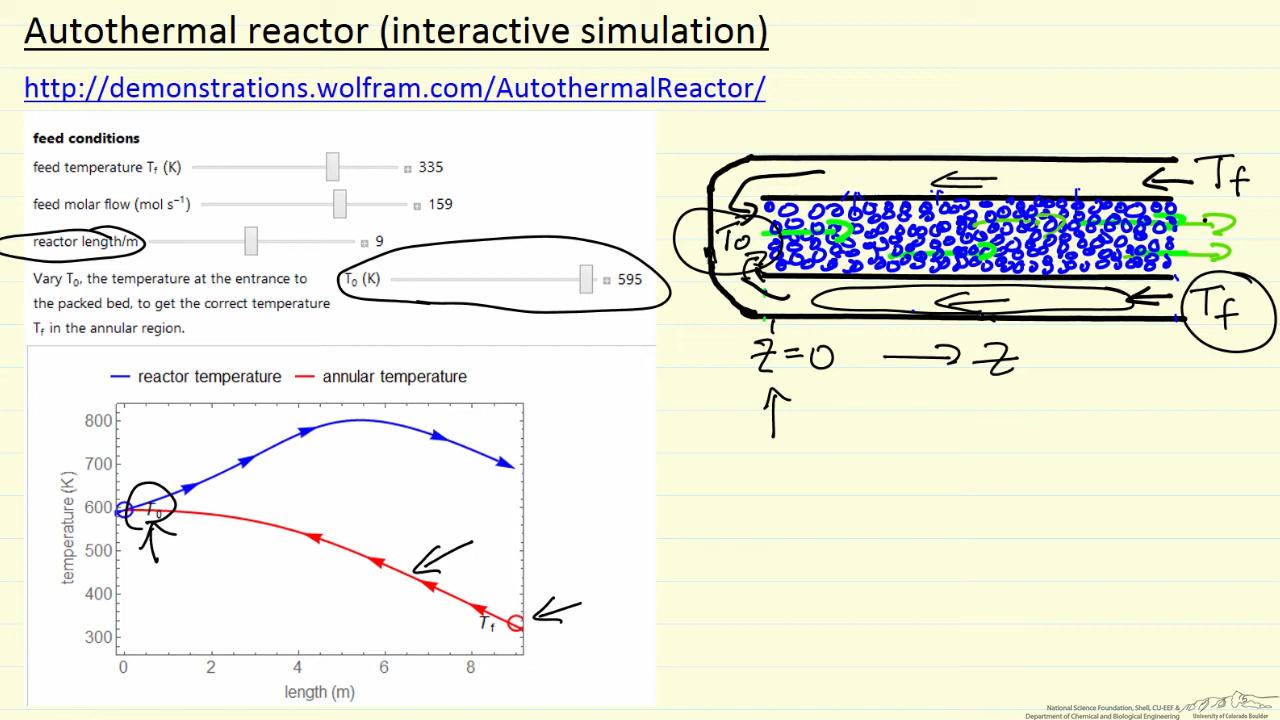 Autothermal reactor (interactive simulation)
http://demonstrations.wolfram.com/AutothermalReactor/
feed conditions
feed temperature Tf (K) 335
feed molar flow (mol s⁻¹) 159
reactor length/m 9
Vary T0, the temperature at the entrance to
the packed bed, to get the correct temperature
Tf in the annular region.
T0 (K) 595
reactor temperature annular temperature
800
700
600
500
400
300
temperature (K)
T0
Tf
0 2 4 6 8
length (m)
Tf
T0
Tf
z=0 → z
National Science Foundation, Shell, CU-EEF &
Department of Chemical and Biological Engineering
University of Colorado Boulder